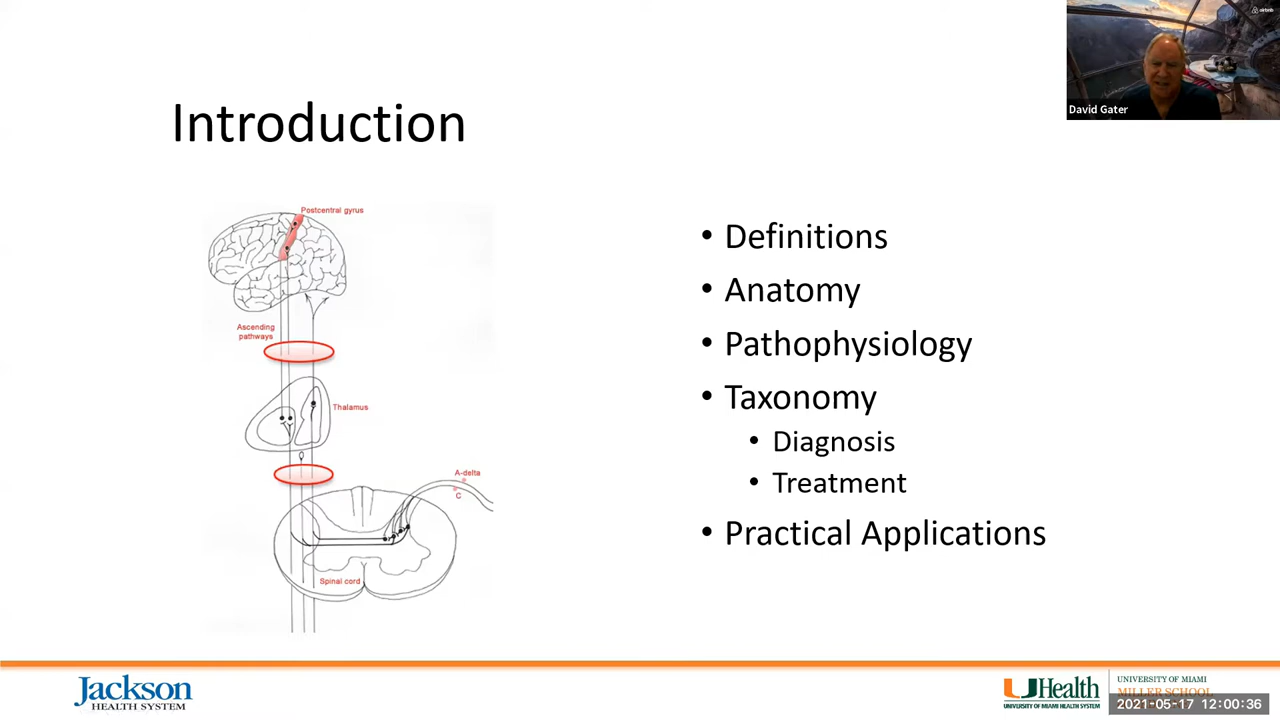 airbnb
David Gater
Introduction
Postcentral gyrus
Ascending
pathways
Thalamus
A-delta
C
Spinal cord
• Definitions
• Anatomy
• Pathophysiology
• Taxonomy
• Diagnosis
• Treatment
• Practical Applications
Jackson
HEALTH SYSTEM
UHealth
UNIVERSITY OF MIAMI HEALTH SYSTEM
UNIVERSITY OF MIAMI
MILLER SCHOOL
2021-05-17 12:00:36